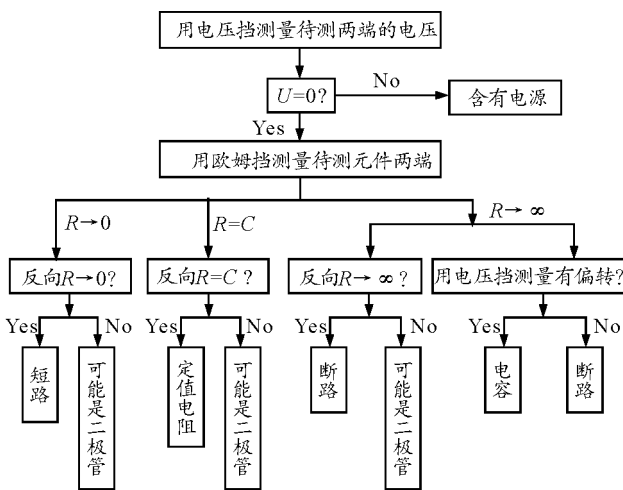 用电压挡测量待测两端的电压
U=0?
No
含有电源
Yes
用欧姆挡测量待测元件两端
R→0
R=C
R→ ∞
反向R→0?
反向R=C ?
反向R→ ∞ ?
用电压挡测量有偏转?
Yes
No
Yes
No
Yes
No
Yes
No
短路
可能是二极管
定值电阻
可能是二极管
断路
可能是二极管
电容
断路